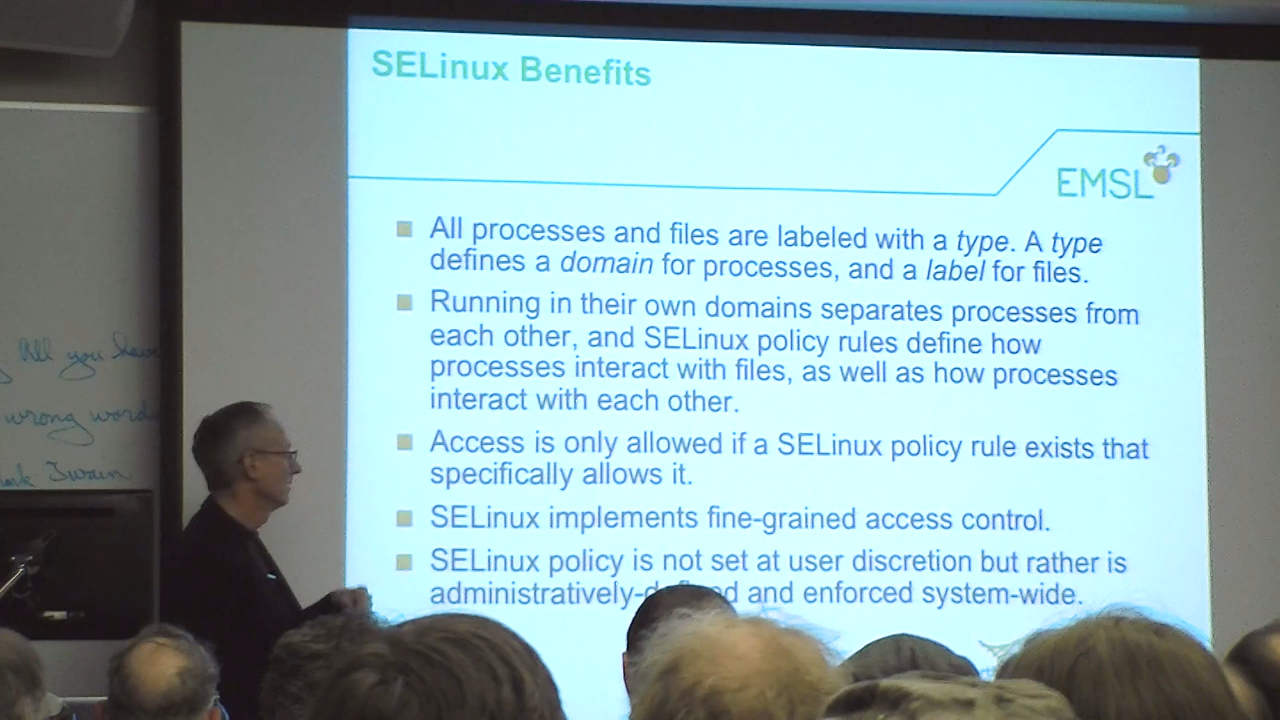 SELinux Benefits
EMSL
All processes and files are labeled with a type. A type
defines a domain for processes, and a label for files.
Running in their own domains separates processes from
each other, and SELinux policy rules define how
processes interact with files, as well as how processes
interact with each other.
Access is only allowed if a SELinux policy rule exists that
specifically allows it.
SELinux implements fine-grained access control.
SELinux policy is not set at user discretion but rather is
and enforced system-wide.
All you have
wrong words
Twain